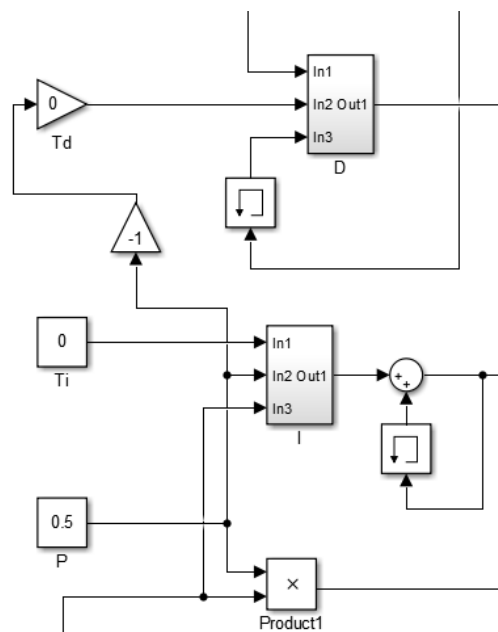 In1
0
In2 Out1
Td
In3
D
-1
0
In1
Ti
In2 Out1
+
+
In3
I
0.5
P
×
Product1